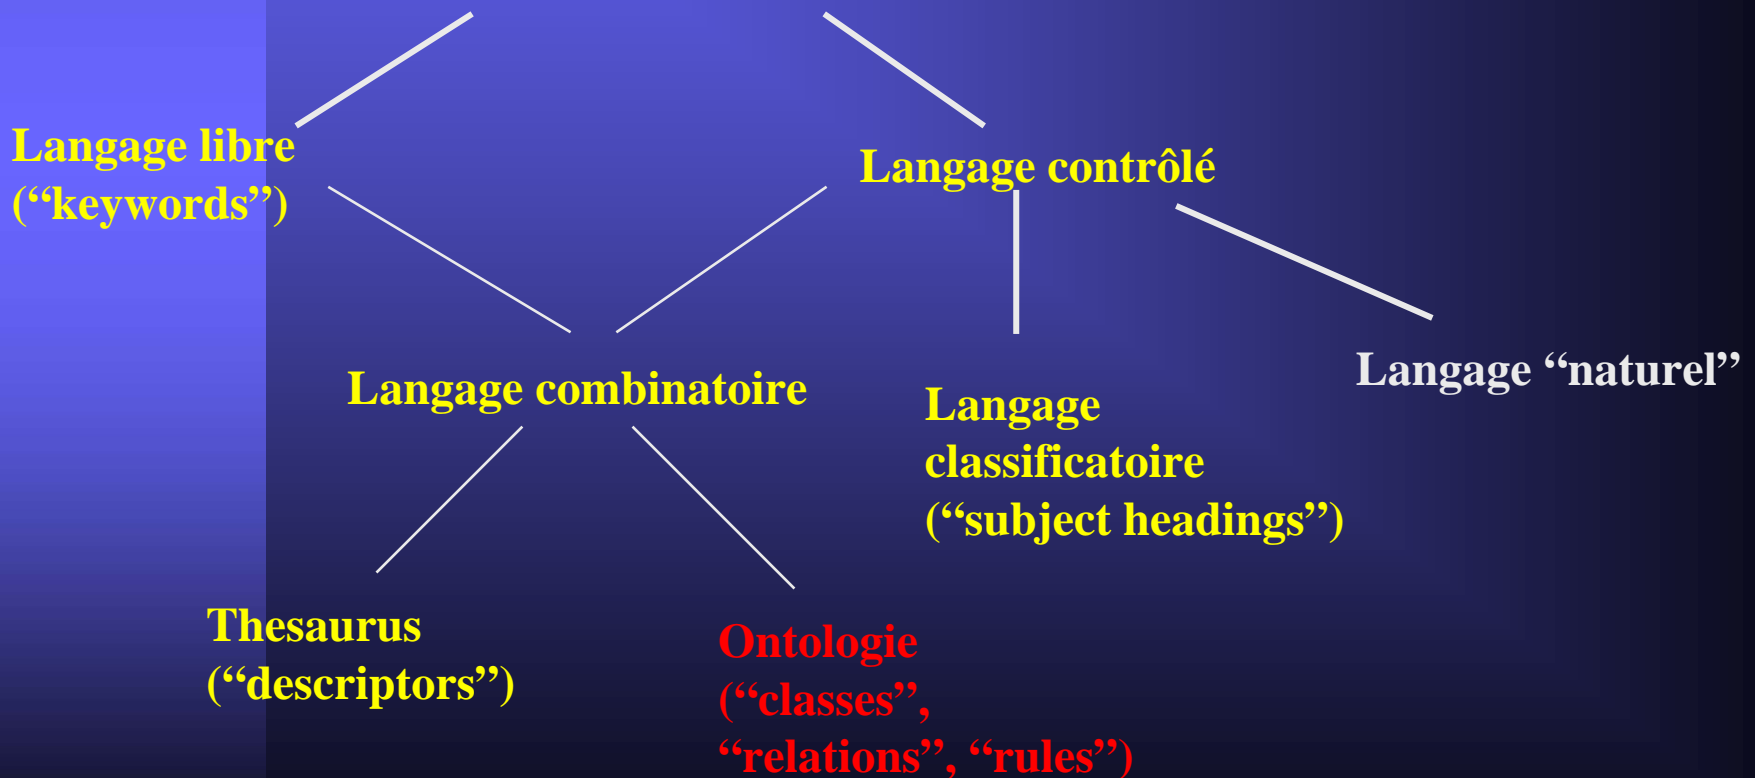 Langage libre
(“keywords”)
Langage contrôlé
Langage combinatoire
Langage
classificatoire
(“subject headings”)
Langage “naturel”
Thesaurus
(“descriptors”)
Ontologie
(“classes”,
“relations”, “rules”)